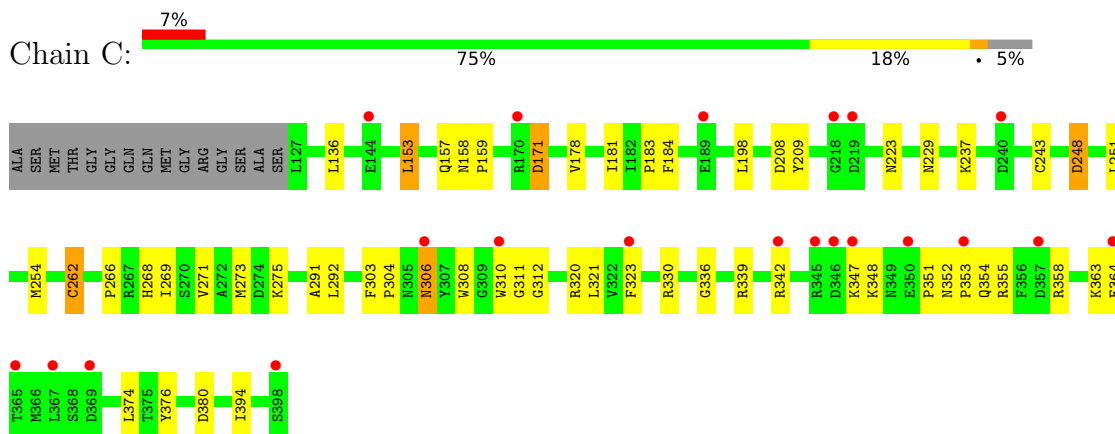 7%
Chain C:
75% 18% • 5%
ALA SER MET THR GLY GLY GLN GLN MET GLY ARG GLY SER ALA SER L127 L136 E144 L153 Q157 N158 P159 R170 D171 V178 I181 I182 P183 F184 E189 L198 D208 Y209 G218 D219 N223 N229 K237 D240 C243 D248 L251
M254 C262 P266 R267 H268 I269 S270 V271 A272 M273 D274 K275 A291 L292 F303 P304 N305 N306 Y307 W308 G309 W310 G311 G312 R320 L321 V322 F323 R330 G336 R339 R342 R345 D346 K347 K348 N349 E350 P351 N352 P353 Q354 R355 F356 D357 R358 K363
T365 M366 L367 S368 D369 L374 T375 Y376 D380 I394 S398